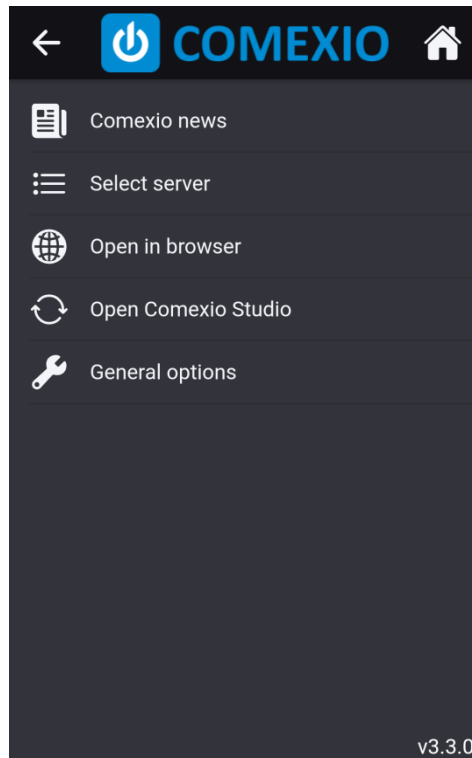 COMEXIO
Comexio news
Select server
Open in browser
Open Comexio Studio
General options
v3.3.0